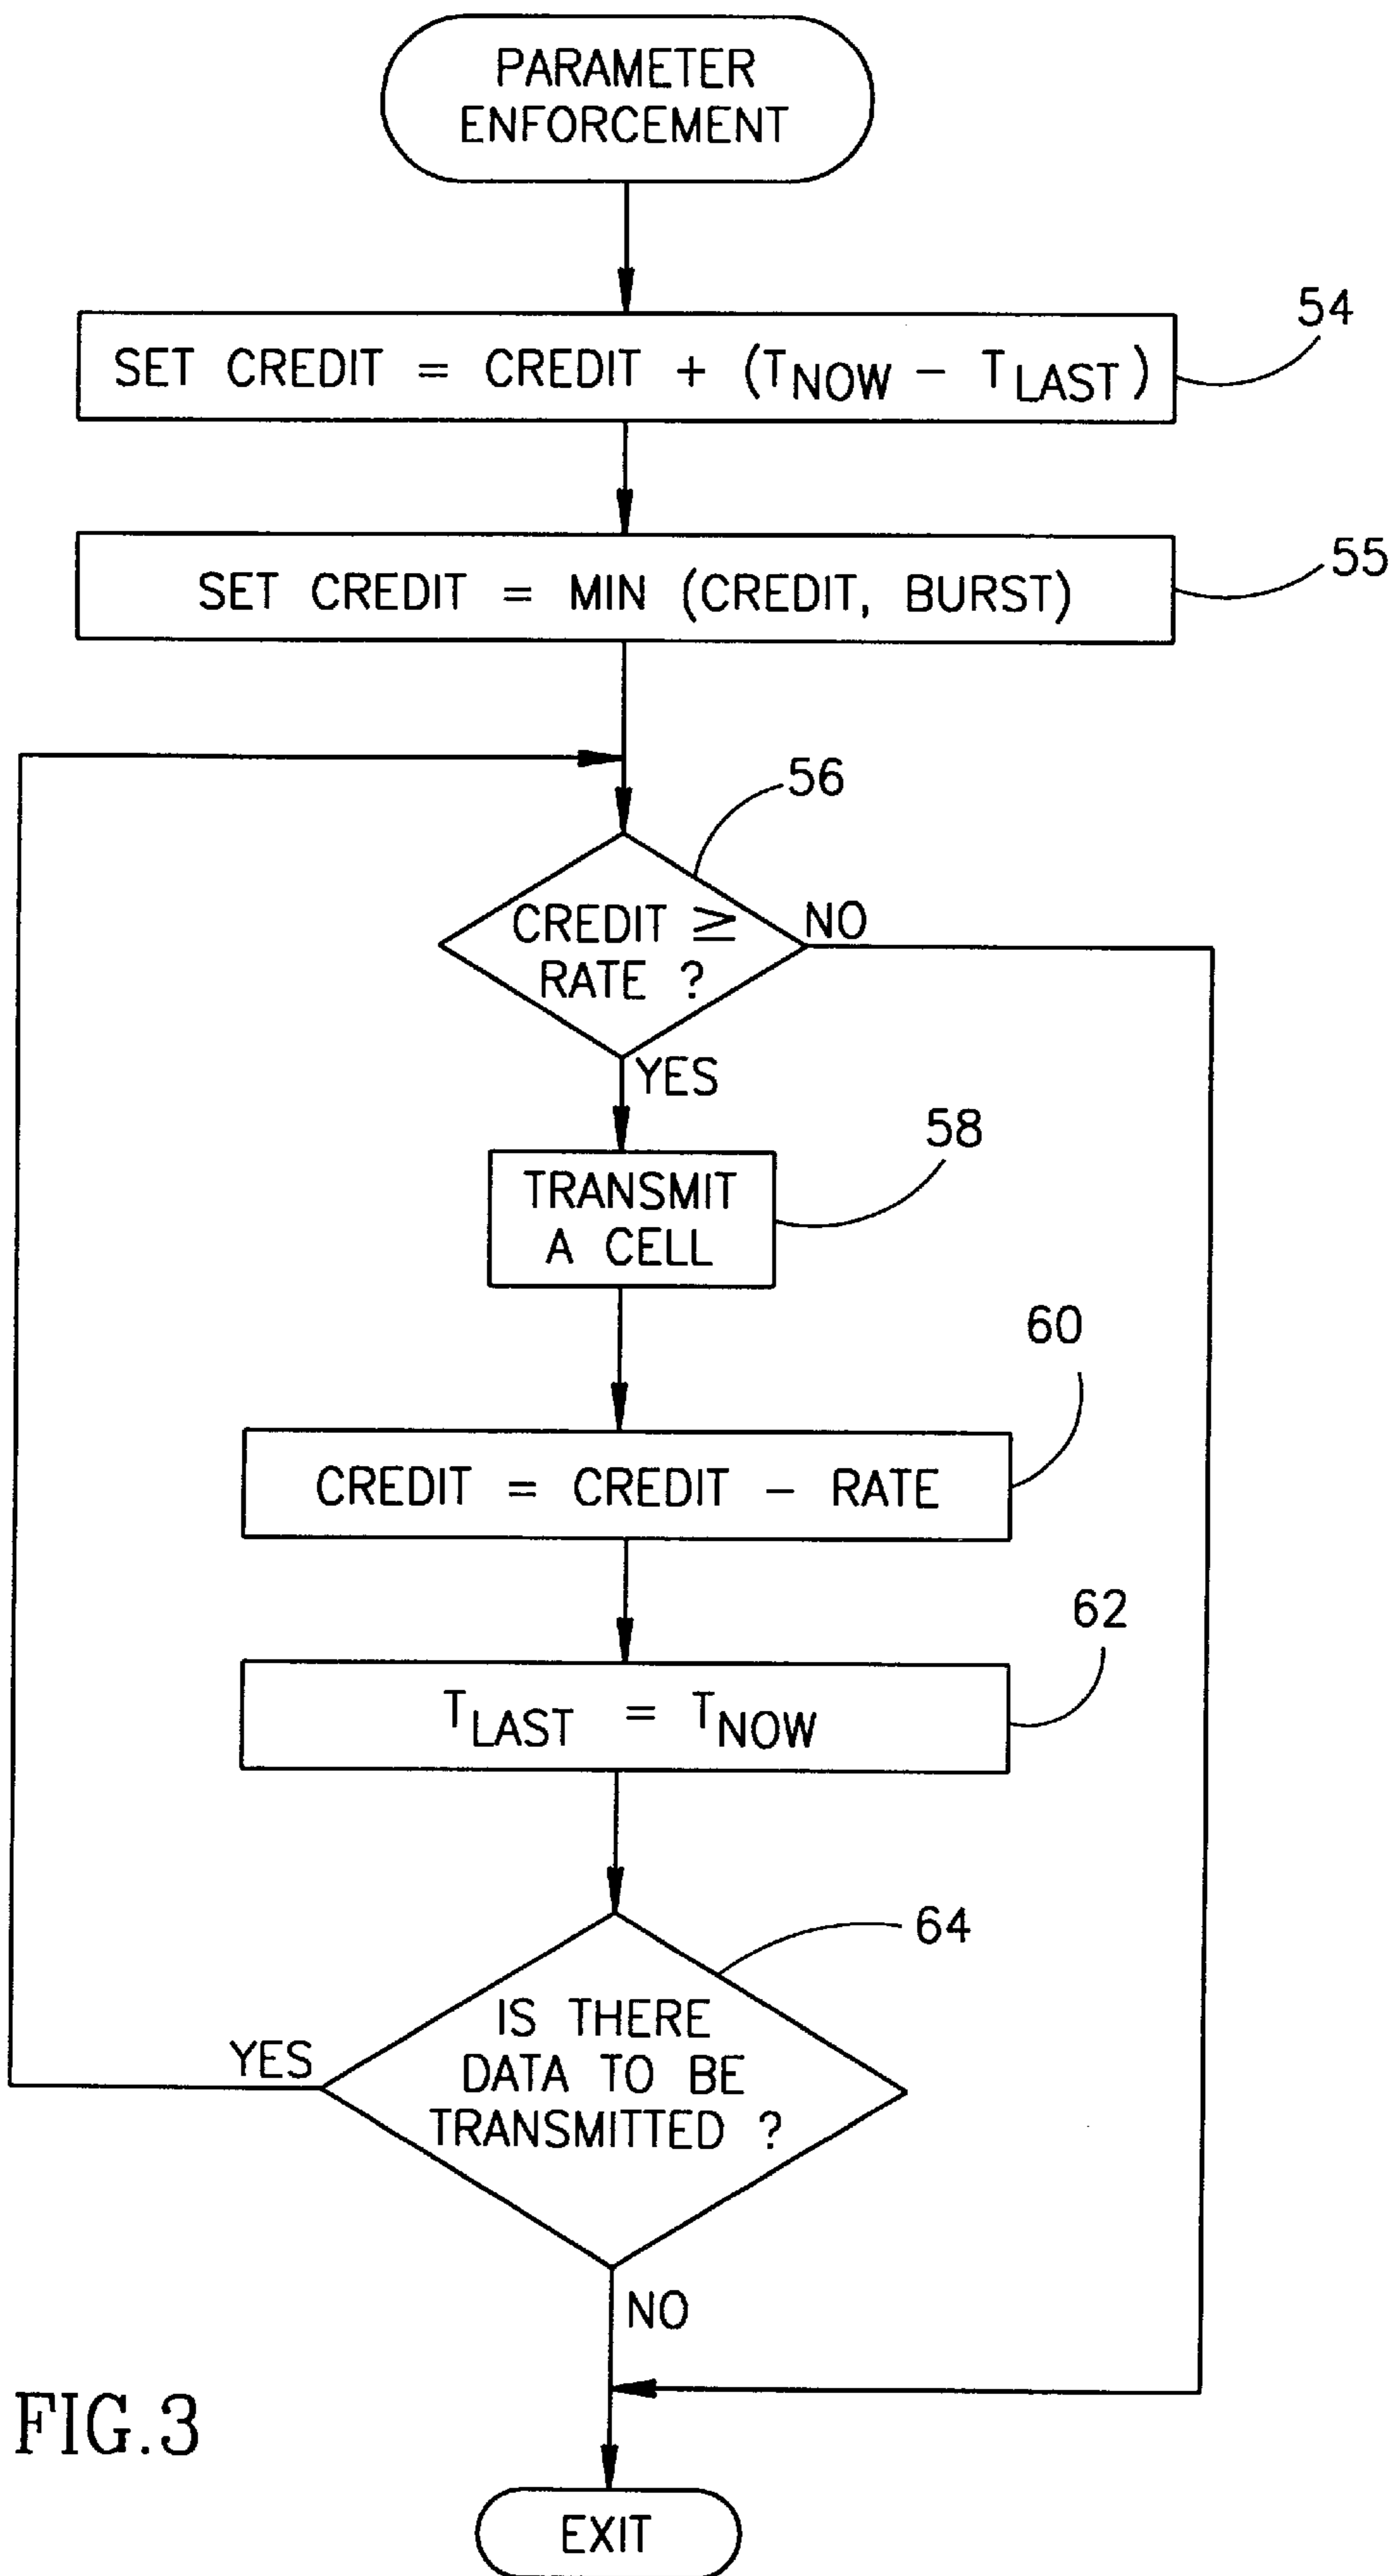 PARAMETER
ENFORCEMENT
54
SET CREDIT = CREDIT + (TNOW - TLAST)
55
SET CREDIT = MIN (CREDIT, BURST)
56
CREDIT ≥
RATE ?
NO
YES
58
TRANSMIT
A CELL
60
CREDIT = CREDIT - RATE
62
TLAST = TNOW
64
IS THERE
DATA TO BE
TRANSMITTED ?
YES
NO
FIG.3
EXIT